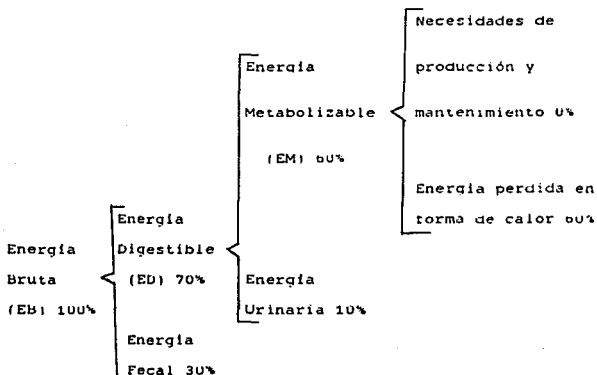 Necesidades de
producción y
mantenimiento 0%
Energía perdida en
forma de calor 60%
Energía
Metabolizable
(EM) 60%
Energía
Urinaria 10%
Energía
Digestible
(ED) 70%
Energía
Fecal 30%
Energía
Bruta
(EB) 100%